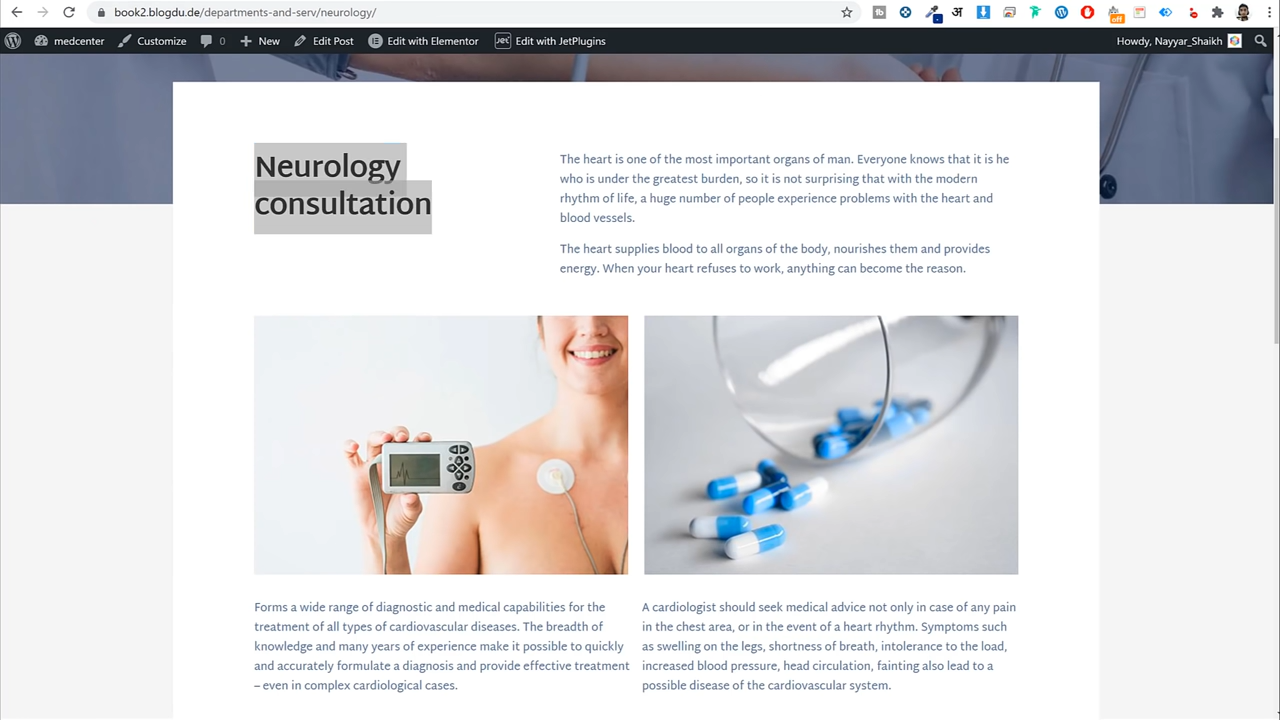 book2.blogdu.de/departments-and-serv/neurology/
off
medcenter
Customize
0
New
Edit Post
Edit with Elementor
Jet
Edit with JetPlugins
Howdy, Nayyar_Shaikh
Neurology
consultation
The heart is one of the most important organs of man. Everyone knows that it is he
who is under the greatest burden, so it is not surprising that with the modern
rhythm of life, a huge number of people experience problems with the heart and
blood vessels.
The heart supplies blood to all organs of the body, nourishes them and provides
energy. When your heart refuses to work, anything can become the reason.
Forms a wide range of diagnostic and medical capabilities for the
treatment of all types of cardiovascular diseases. The breadth of
knowledge and many years of experience make it possible to quickly
and accurately formulate a diagnosis and provide effective treatment
– even in complex cardiological cases.
A cardiologist should seek medical advice not only in case of any pain
in the chest area, or in the event of a heart rhythm. Symptoms such
as swelling on the legs, shortness of breath, intolerance to the load,
increased blood pressure, head circulation, fainting also lead to a
possible disease of the cardiovascular system.